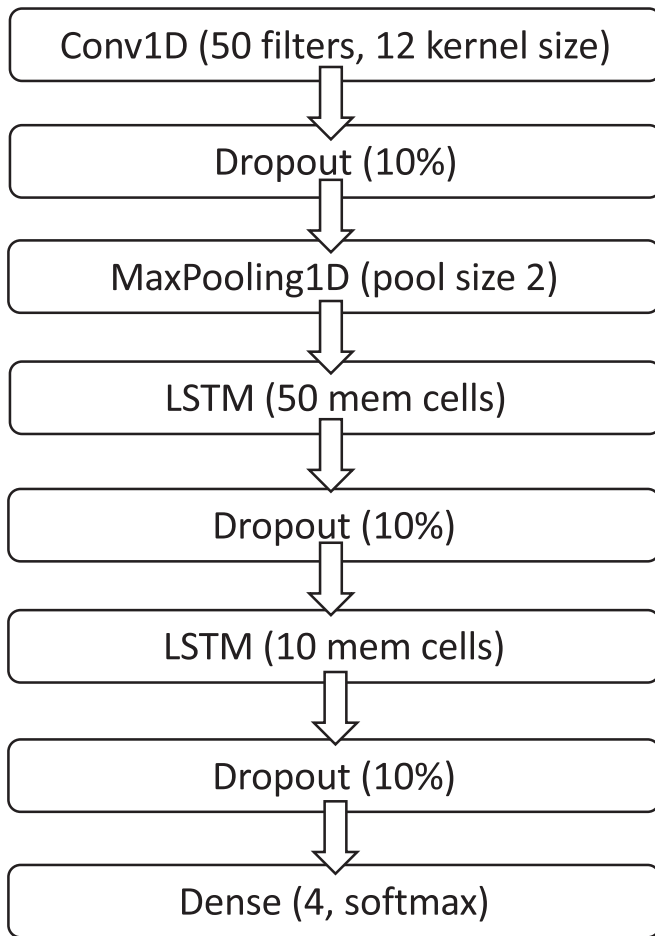 Conv1D (50 filters, 12 kernel size)
Dropout (10%)
MaxPooling1D (pool size 2)
LSTM (50 mem cells)
Dropout (10%)
LSTM (10 mem cells)
Dropout (10%)
Dense (4, softmax)